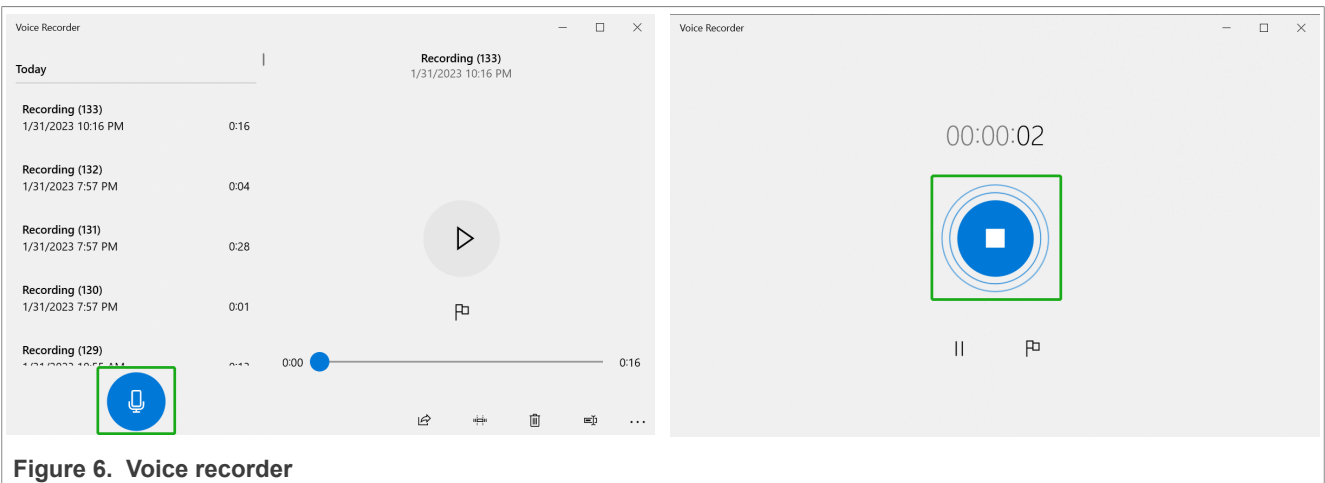 Voice Recorder
Today
Recording (133)
1/31/2023 10:16 PM 0:16
Recording (132)
1/31/2023 7:57 PM 0:04
Recording (131)
1/31/2023 7:57 PM 0:28
Recording (130)
1/31/2023 7:57 PM 0:01
Recording (129)
Recording (133)
1/31/2023 10:16 PM
0:00 0:16
Voice Recorder
00:00:02
Figure 6. Voice recorder